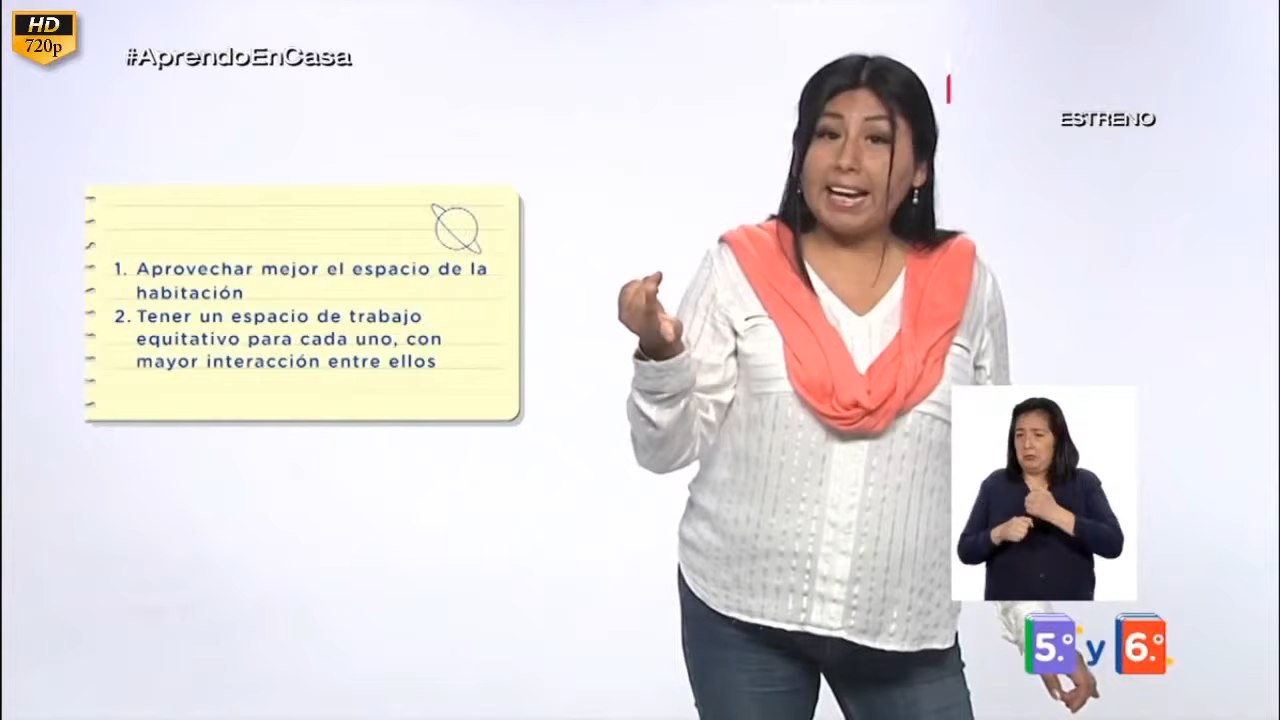 HD
720p
#AprendoEnCasa
ESTRENO
1. Aprovechar mejor el espacio de la
habitación
2. Tener un espacio de trabajo
equitativo para cada uno, con
mayor interacción entre ellos
5.° y 6.°